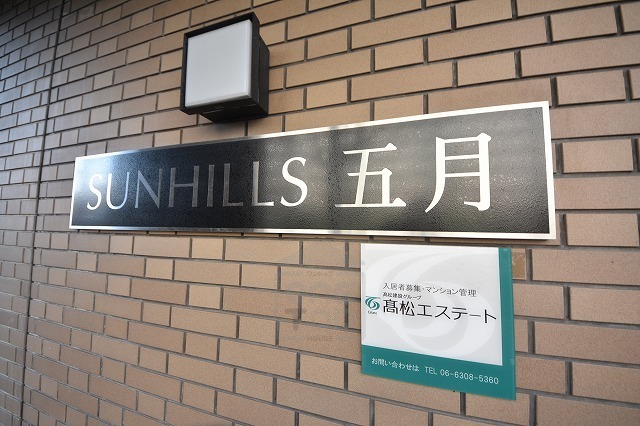 SUNHILLS 五月
入居者募集・マンション管理
髙松建設グループ
髙松エステート
お問い合わせは TEL 06-6308-5360